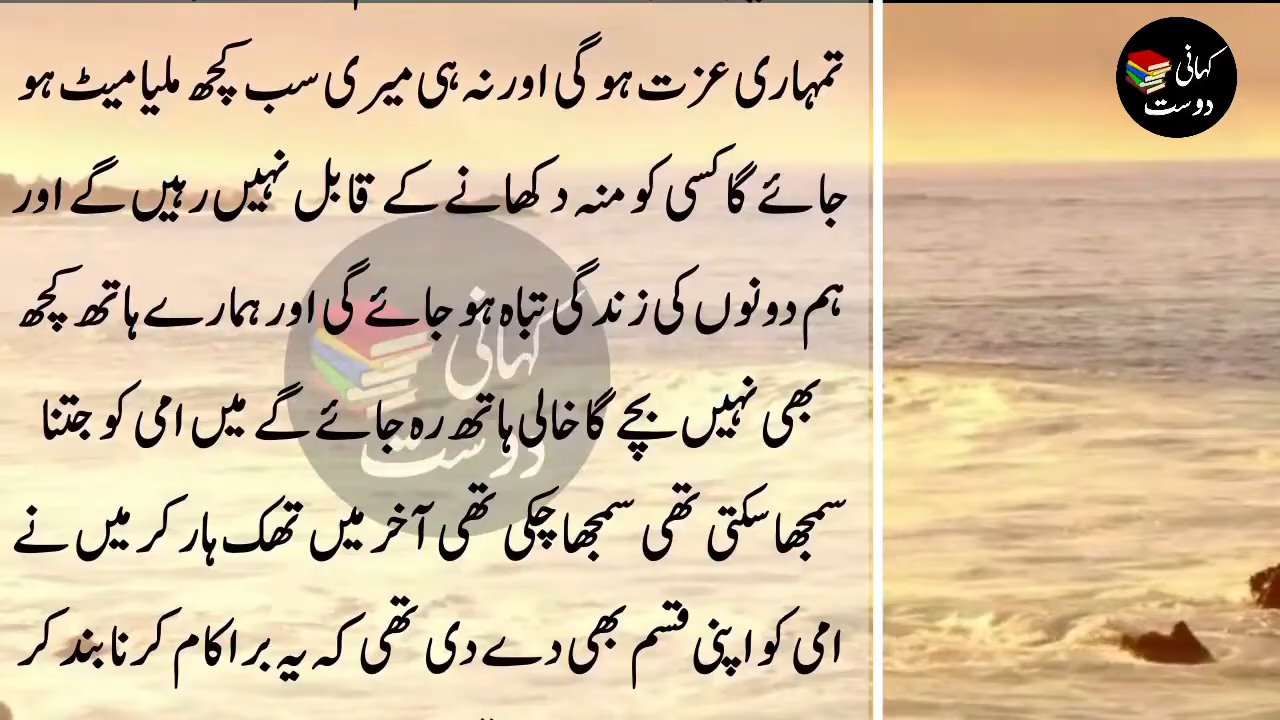 تمہاری عزت ہو گی اور نہ ہی میری سب کچھ ملیا میٹ ہو
جائے گا کسی کو منہ دکھانے کے قابل نہیں رہیں گے اور
ہم دونوں کی زندگی تباہ ہو جائے گی اور ہمارے ہاتھ کچھ
بھی نہیں بچے گا خالی ہاتھ رہ جائے گے میں امی کو جتنا
سمجھا سکتی تھی سمجھا چکی تھی آخر میں تھک ہار کر میں نے
امی کو اپنی قسم بھی دے دی تھی کہ یہ برا کام کرنا بند کر
کہانی
دوست
کہانی
دوست